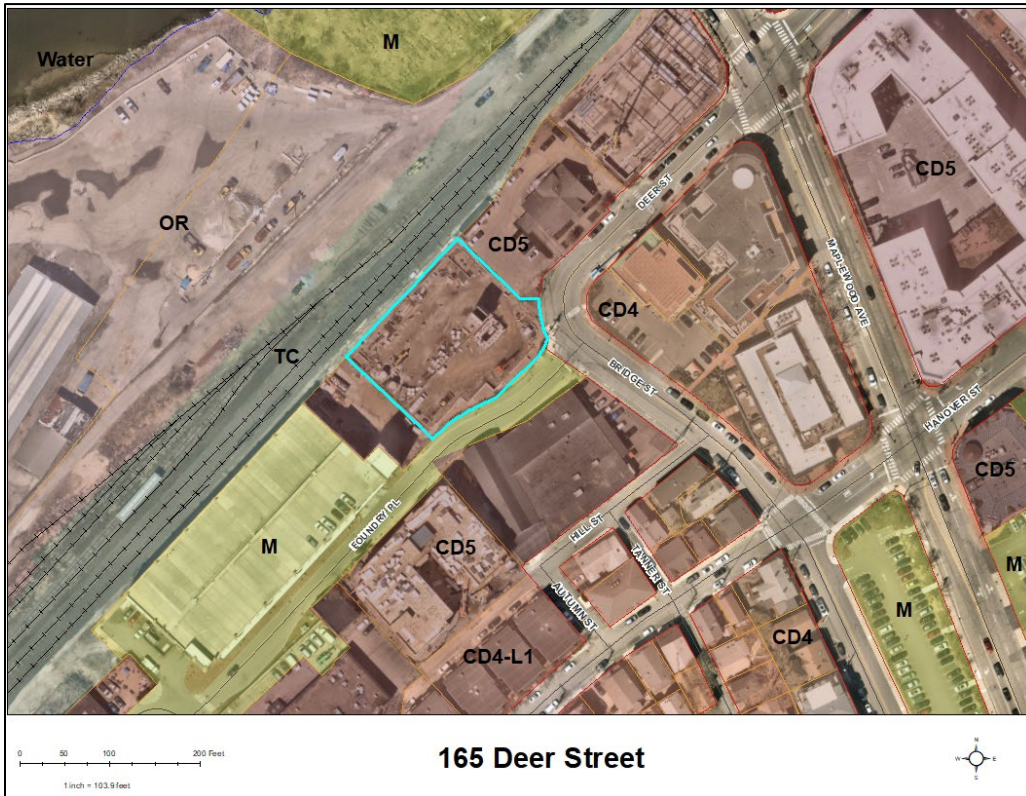 M
Water
CD5
DEER ST
OR
CD5
MAPLEWOOD AVE
CD4
TC
BRIDGE ST
HANOVER ST
CD5
FOUNDRY PL
HILL ST
M
CD5
M
TANNER ST
AUTUMN ST
M
CD4
CD4-L1
0 50 100 200 Feet
1 inch = 103.9 feet
165 Deer Street
N
W E
S